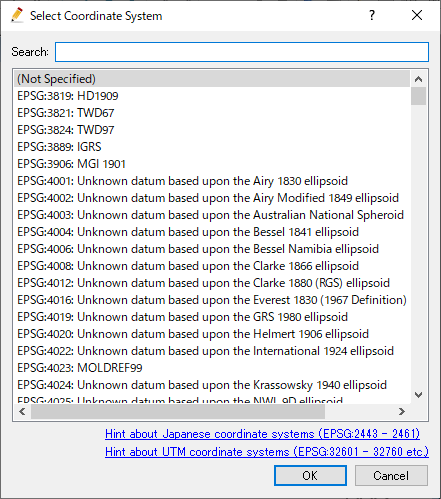 Select Coordinate System
Search:
(Not Specified)
EPSG:3819: HD1909
EPSG:3821: TWD67
EPSG:3824: TWD97
EPSG:3889: IGRS
EPSG:3906: MGI 1901
EPSG:4001: Unknown datum based upon the Airy 1830 ellipsoid
EPSG:4002: Unknown datum based upon the Airy Modified 1849 ellipsoid
EPSG:4003: Unknown datum based upon the Australian National Spheroid
EPSG:4004: Unknown datum based upon the Bessel 1841 ellipsoid
EPSG:4006: Unknown datum based upon the Bessel Namibia ellipsoid
EPSG:4008: Unknown datum based upon the Clarke 1866 ellipsoid
EPSG:4012: Unknown datum based upon the Clarke 1880 (RGS) ellipsoid
EPSG:4016: Unknown datum based upon the Everest 1830 (1967 Definition)
EPSG:4019: Unknown datum based upon the GRS 1980 ellipsoid
EPSG:4020: Unknown datum based upon the Helmert 1906 ellipsoid
EPSG:4022: Unknown datum based upon the International 1924 ellipsoid
EPSG:4023: MOLDREF99
EPSG:4024: Unknown datum based upon the Krassowsky 1940 ellipsoid
EPSG:4025: Unknown datum based upon the NWL 9D ellipsoid
Hint about Japanese coordinate systems (EPSG:2443 - 2461)
Hint about UTM coordinate systems (EPSG:32601 - 32760 etc.)
OK
Cancel